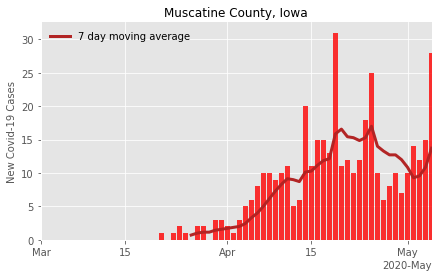 Muscatine County, Iowa
7 day moving average
New Covid-19 Cases
30
25
20
15
10
5
0
Mar
15
Apr
15
May
2020-May